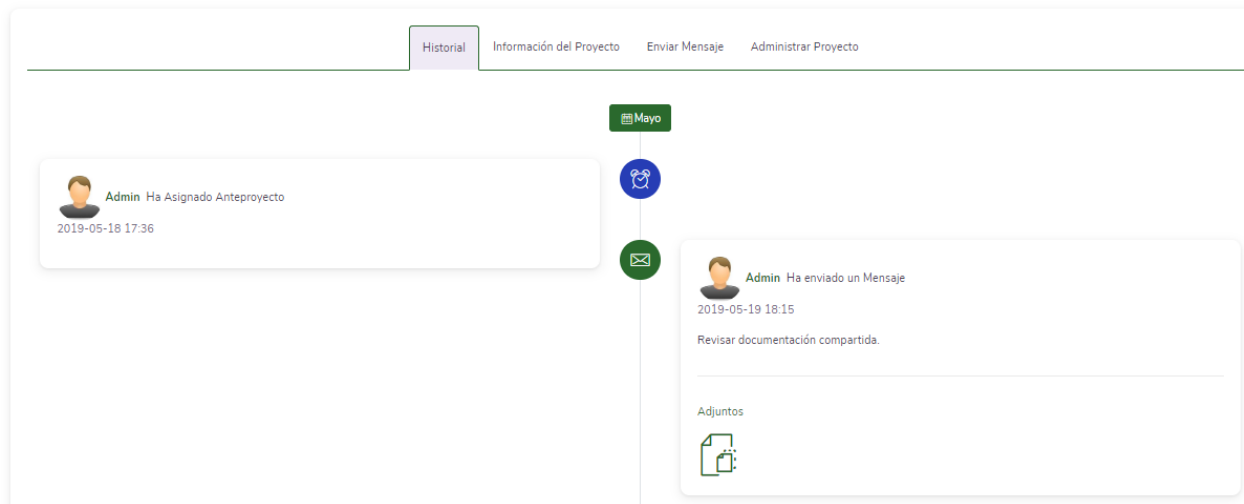 Historial Información del Proyecto Enviar Mensaje Administrar Proyecto
Mayo
Admin Ha Asignado Anteproyecto
2019-05-18 17:36
Admin Ha enviado un Mensaje
2019-05-19 18:15
Revisar documentación compartida.
Adjuntos